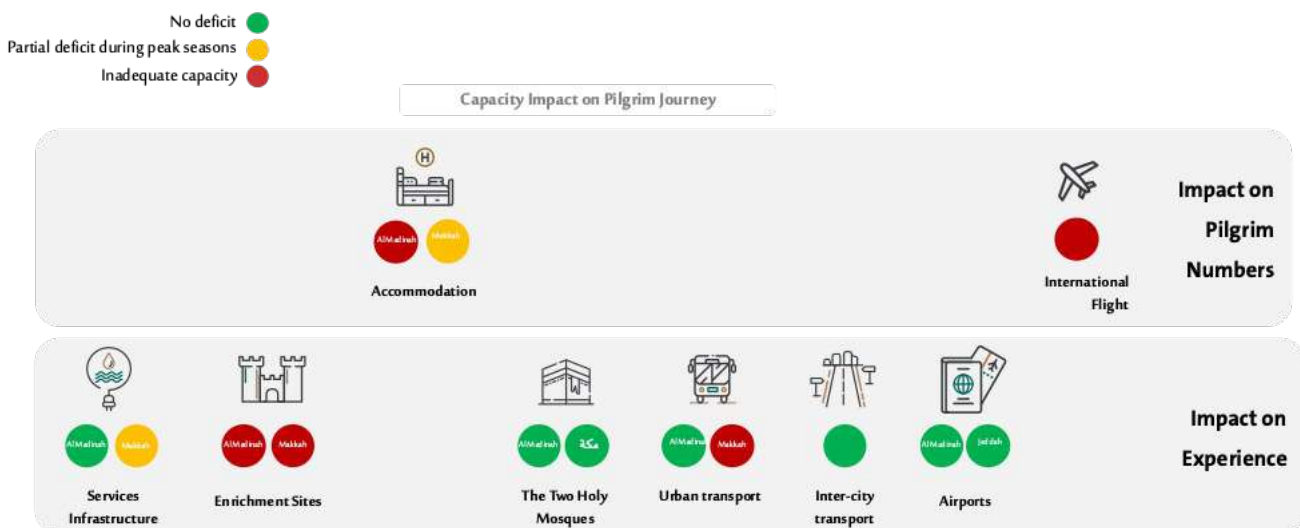 No deficit
Partial deficit during peak seasons
Inadequate capacity
Capacity Impact on Pilgrim Journey
H
AlMadinah
Makkah
Accommodation
International
Flight
Impact on
Pilgrim
Numbers
AlMadinah
Makkah
Services
Infrastructure
AlMadinah
Makkah
Enrichment Sites
AlMadinah
مكة
The Two Holy
Mosques
AlMadina
Makkah
Urban transport
Inter-city
transport
AlMadinah
Jeddah
Airports
Impact on
Experience